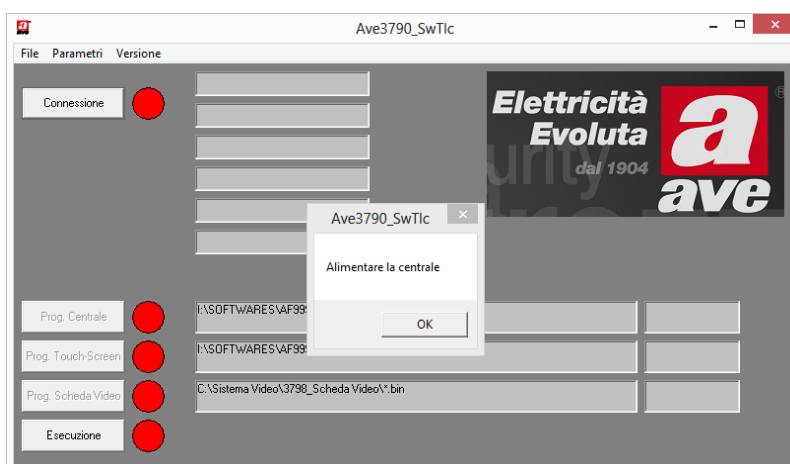 Ave3790_SwTlc
File Parametri Versione
Connessione
Elettricità
Evoluta
dal 1904
a
ave
®
urity
Ave3790_SwTlc
Alimentare la centrale
OK
Prog. Centrale
I:\SOFTWARES\AF99
Prog. Touch-Screen
I:\SOFTWARES\AF99
Prog. Scheda Video
C:\Sistema Video\3798_Scheda Video\*.bin
Esecuzione